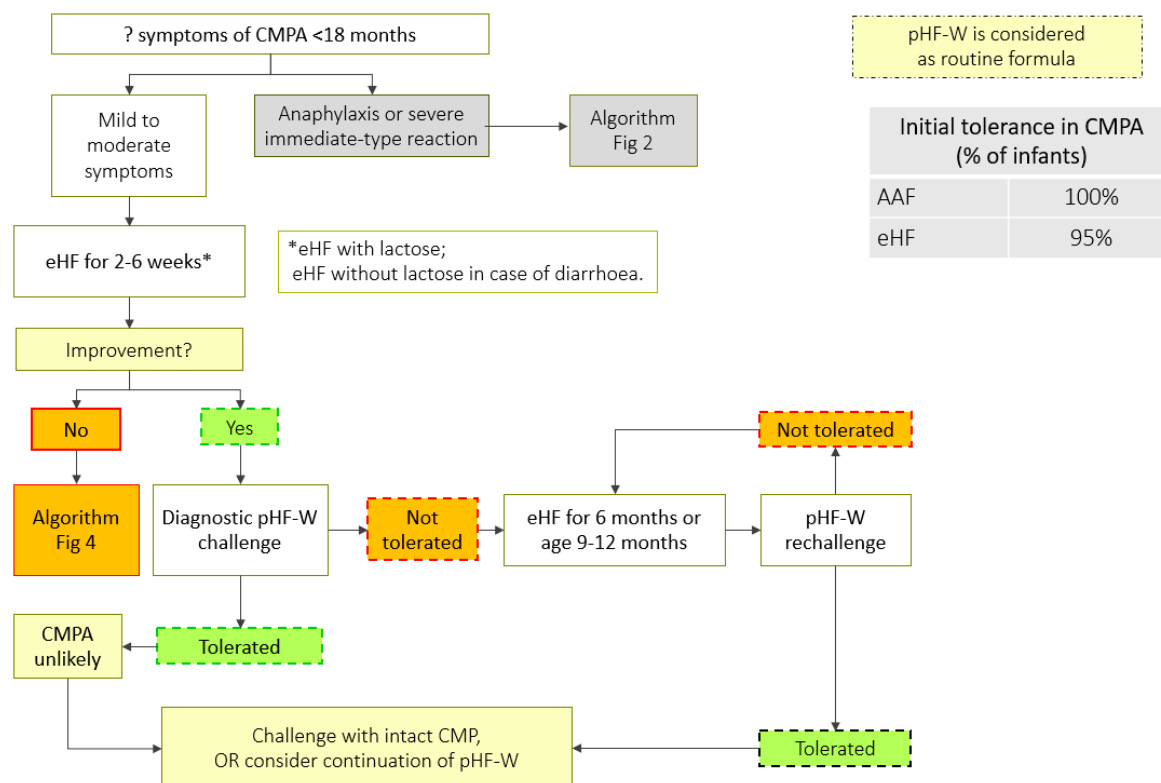 ? symptoms of CMPA <18 months
pHF-W is considered
as routine formula
Mild to
moderate
symptoms
Anaphylaxis or severe
immediate-type reaction
Algorithm
Fig 2
Initial tolerance in CMPA
(% of infants)
AAF 100%
eHF 95%
eHF for 2-6 weeks*
*eHF with lactose;
eHF without lactose in case of diarrhoea.
Improvement?
No
Yes
Not tolerated
Algorithm
Fig 4
Diagnostic pHF-W
challenge
Not
tolerated
eHF for 6 months or
age 9-12 months
pHF-W
rechallenge
CMPA
unlikely
Tolerated
Challenge with intact CMP,
OR consider continuation of pHF-W
Tolerated